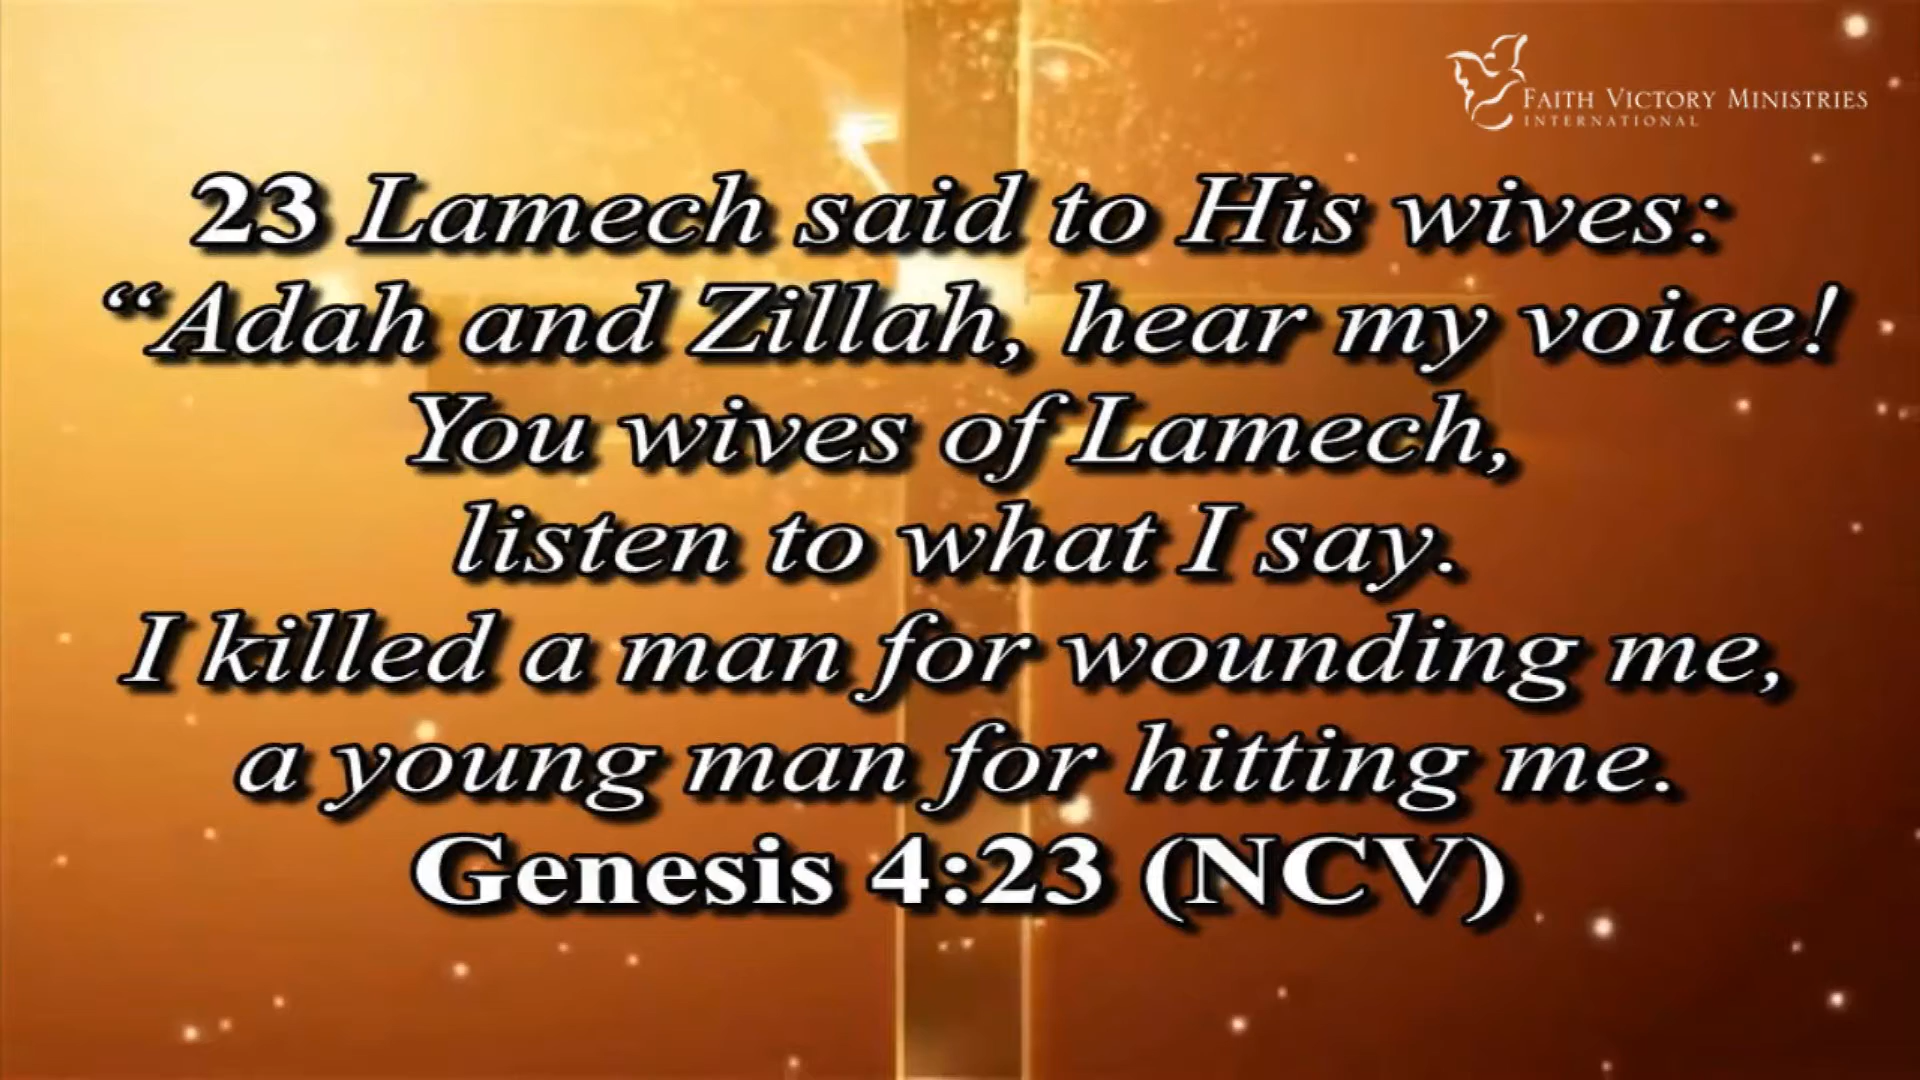 FAITH VICTORY MINISTRIES
INTERNATIONAL
23 Lamech said to His wives:
“Adah and Zillah, hear my voice!
You wives of Lamech,
listen to what I say.
I killed a man for wounding me,
a young man for hitting me.
Genesis 4:23 (NCV)